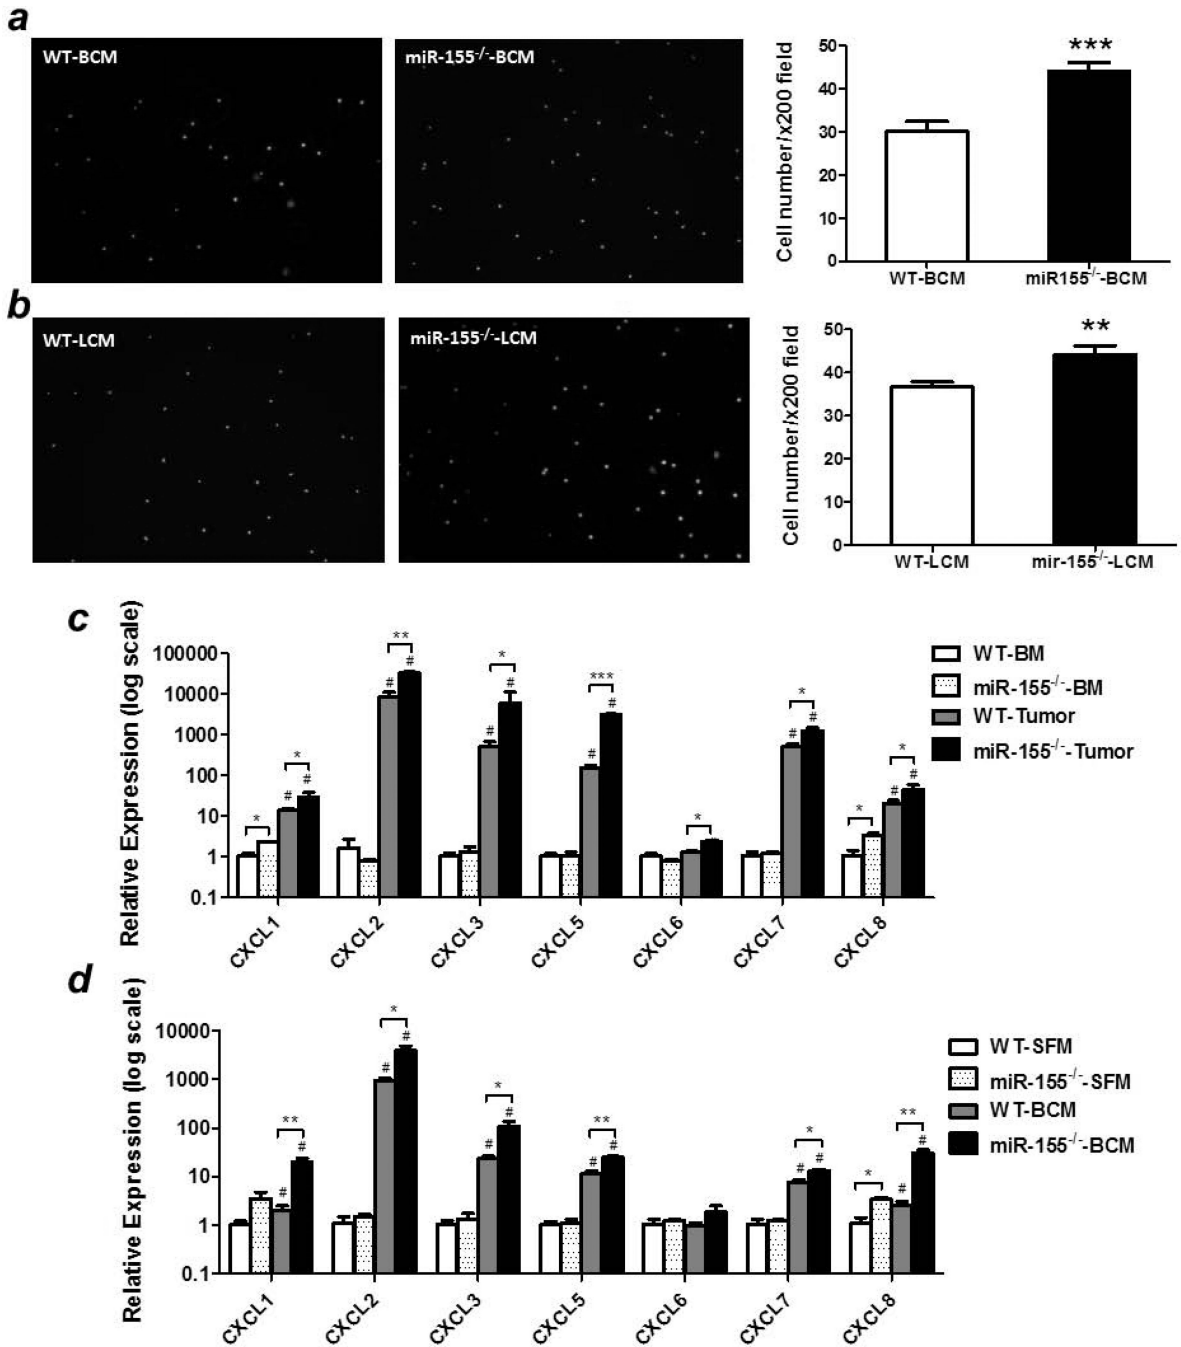 a
WT-BCM
miR-155-/--BCM
***
Cell number/x200 field
50
40
30
20
10
0
WT-BCM
miR155-/--BCM
b
WT-LCM
miR-155-/--LCM
**
Cell number/x200 field
50
40
30
20
10
0
WT-LCM
mir-155-/--LCM
c
Relative Expression (log scale)
100000
10000
1000
100
10
1
0.1
* * # #
** # #
* # #
*** # #
*
* # #
* * # #
CXCL1
CXCL2
CXCL3
CXCL5
CXCL6
CXCL7
CXCL8
WT-BM
miR-155-/--BM
WT-Tumor
miR-155-/--Tumor
d
Relative Expression (log scale)
10000
1000
100
10
1
0.1
** # #
* # #
* # #
** # #
* # #
* ** # #
CXCL1
CXCL2
CXCL3
CXCL5
CXCL6
CXCL7
CXCL8
WT-SFM
miR-155-/--SFM
WT-BCM
miR-155-/--BCM